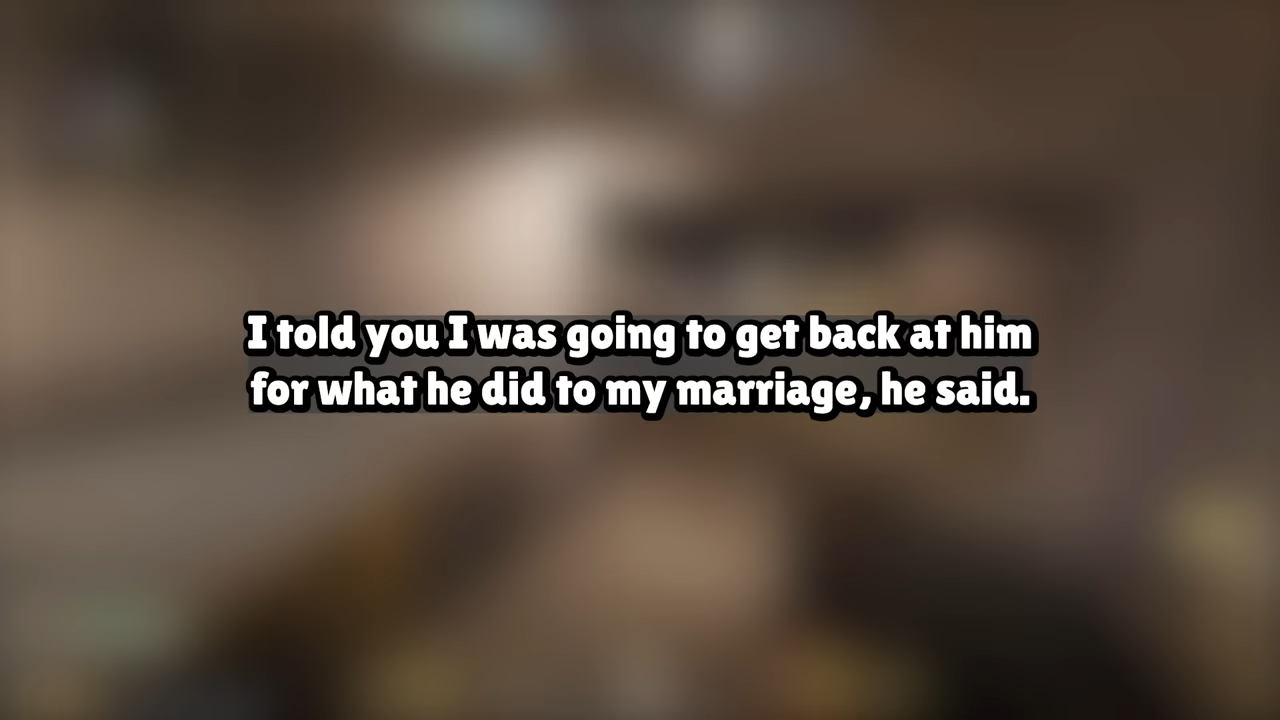 I told you I was going to get back at him
for what he did to my marriage, he said.